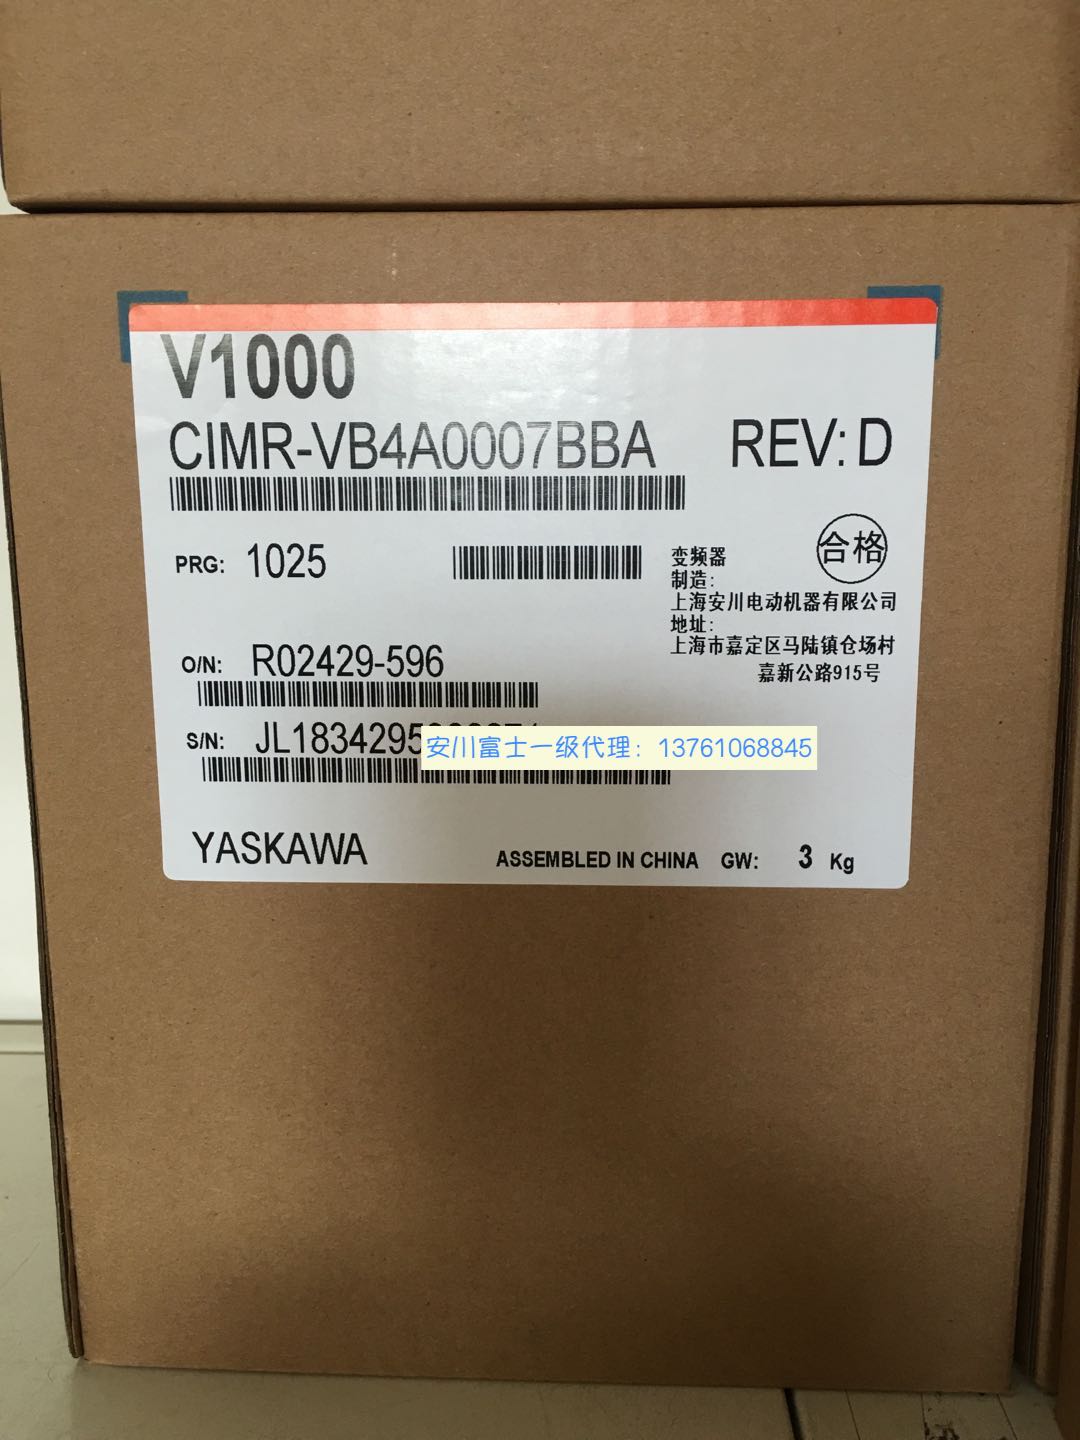 V1000
CIMR-VB4A0007BBA REV: D
PRG: 1025
合格
变频器
制造:
上海安川电动机器有限公司
地址:
上海市嘉定区马陆镇仓场村
嘉新公路915号
O/N: R02429-596
S/N:
安川富士一级代理：13761068845
YASKAWA ASSEMBLED IN CHINA GW: 3 Kg